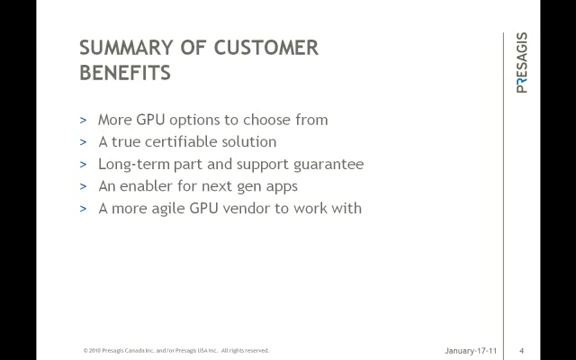 SUMMARY OF CUSTOMER
BENEFITS
> More GPU options to choose from
> A true certifiable solution
> Long-term part and support guarantee
> An enabler for next gen apps
> A more agile GPU vendor to work with
PRESAGIS
© 2010 Presagis Canada Inc. and/or Presagis USA Inc. All rights reserved.
January-17-11
4